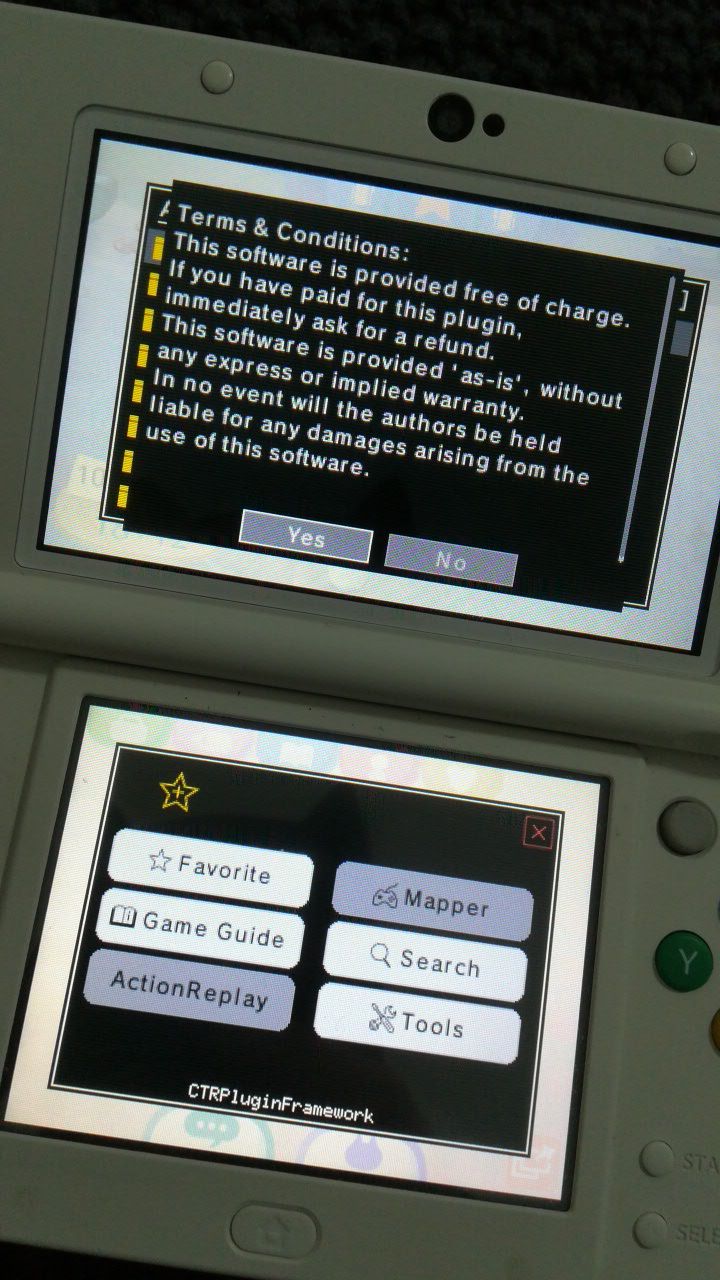 Terms & Conditions:
This software is provided free of charge.
If you have paid for this plugin,
immediately ask for a refund.
This software is provided 'as-is', without
any express or implied warranty.
In no event will the authors be held
liable for any damages arising from the
use of this software.
Yes
No
Favorite
Mapper
Game Guide
Search
ActionReplay
Tools
CTRPluginFramework
Y